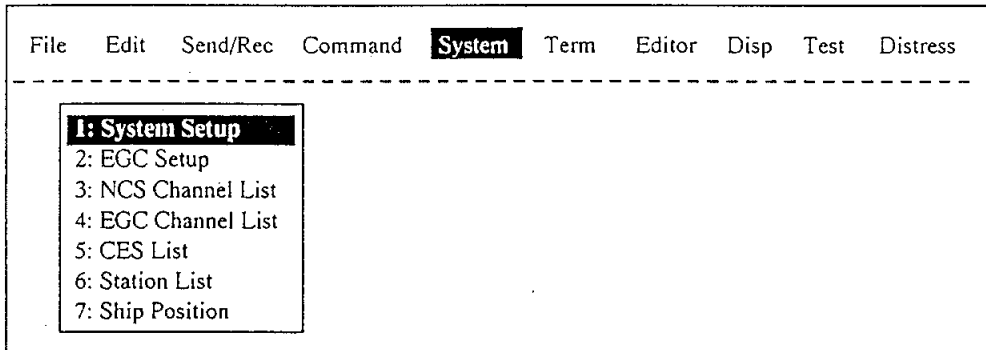 File Edit Send/Rec Command System Term Editor Disp Test Distress
1: System Setup
2: EGC Setup
3: NCS Channel List
4: EGC Channel List
5: CES List
6: Station List
7: Ship Position